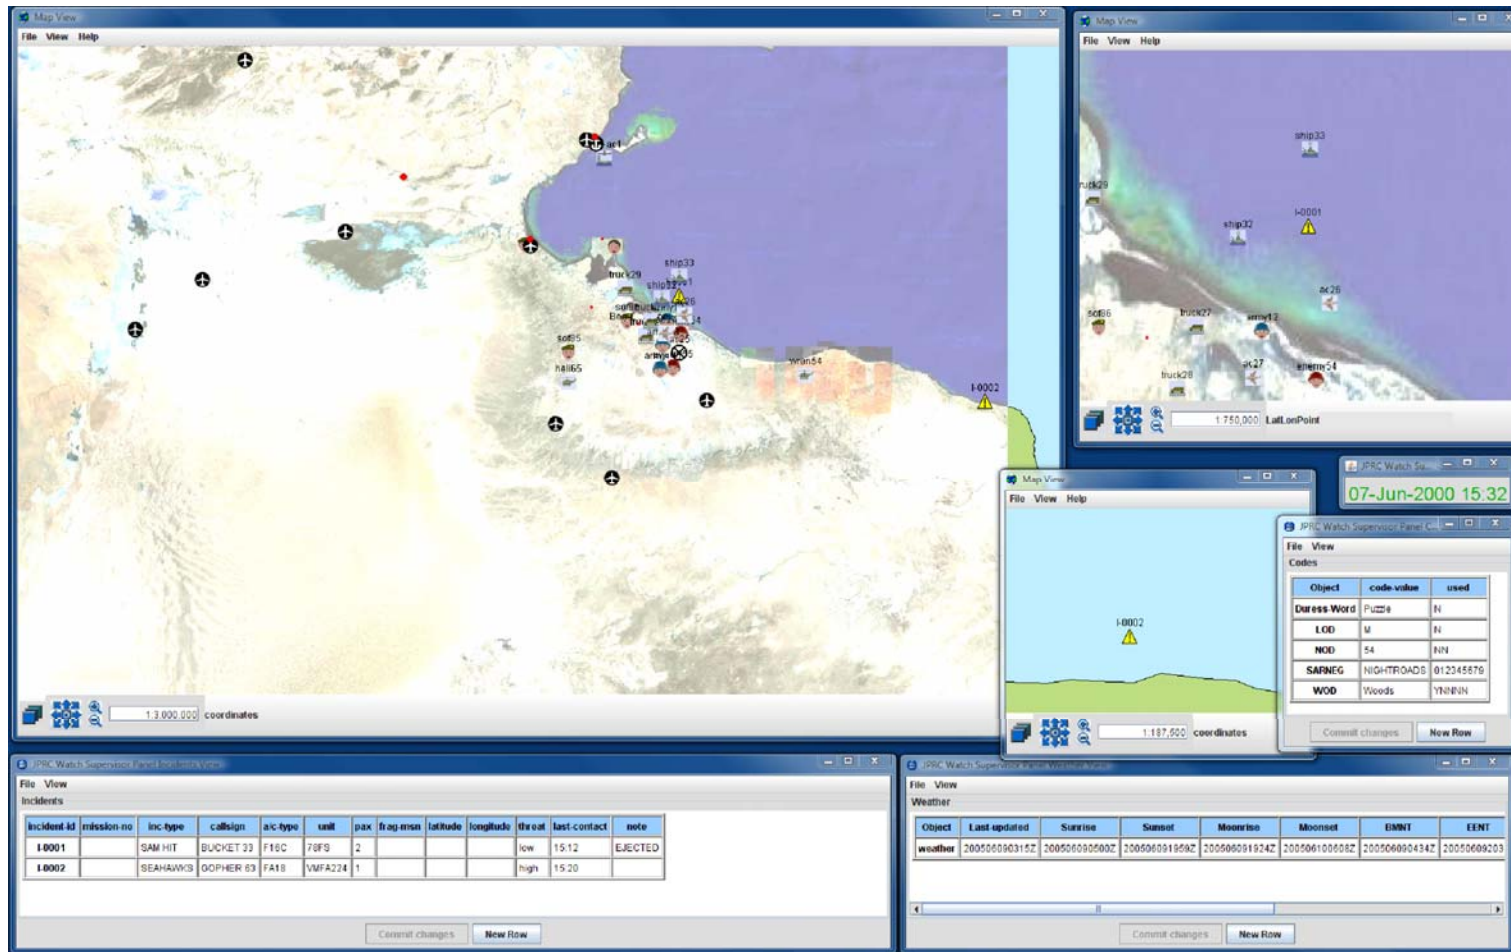 Map View
File View Help
ac1
ship33
truck29
ship32
sof85
heli65
wran54
I-0002
1:3,000,000 coordinates
Map View
File View Help
ship33
truck29
I-0001
ship32
ac26
sof86
truck27
army12
ac27
enemy54
truck28
1:750,000 LatLonPoint
JPRC Watch Su...
07-Jun-2000 15:32
Map View
File View Help
I-0002
1:187,500 coordinates
JPRC Watch Supervisor Panel C...
File View
Codes
Object code-value used
Duress-Word Puzzle N
LOD M N
NOD 54 NN
SARNEG NIGHTROADS 012345679
WOD Woods YNNNN
Commit changes New Row
JPRC Watch Supervisor Panel Incidents View
File View
Incidents
incident-id mission-no inc-type callsign a/c-type unit pax frag-msn latitude longitude threat last-contact note
I-0001 SAM HIT BUCKET 33 F16C 78FS 2 low 15:12 EJECTED
I-0002 SEAHAWKS GOPHER 63 FA18 VMFA224 1 high 15:20
Commit changes New Row
JPRC Watch Supervisor Panel Weather View
File View
Weather
Object Last-updated Sunrise Sunset Moonrise Moonset BMNT EENT
weather 200506090315Z 200506090500Z 200506091959Z 200506091924Z 200506100608Z 200506090434Z 20050609203
Commit changes New Row